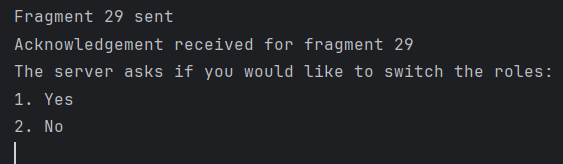 Fragment 29 sent
Acknowledgement received for fragment 29
The server asks if you would like to switch the roles:
1. Yes
2. No